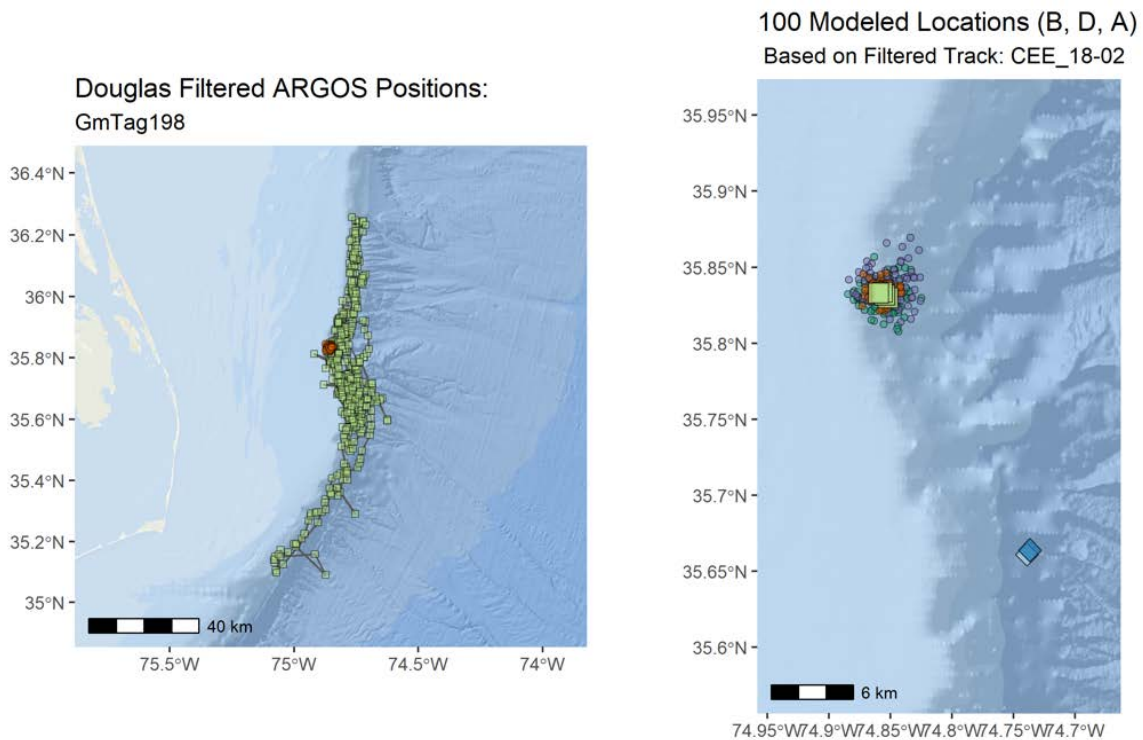 Douglas Filtered ARGOS Positions:
GmTag198
36.4°N
36.2°N
36°N
35.8°N
35.6°N
35.4°N
35.2°N
35°N
40 km
75.5°W 75°W 74.5°W 74°W
100 Modeled Locations (B, D, A)
Based on Filtered Track: CEE_18-02
35.95°N
35.9°N
35.85°N
35.8°N
35.75°N
35.7°N
35.65°N
35.6°N
6 km
74.95°W74.9°W74.85°W74.8°W74.75°W74.7°W